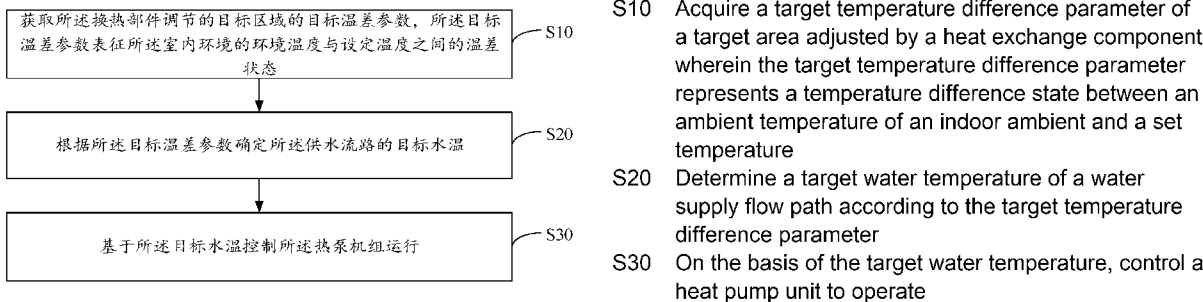 获取所述换热部件调节的目标区域的目标温差参数，所述目标
温差参数表征所述室内环境的环境温度与设定温度之间的温差
状态
S10
根据所述目标温差参数确定所述供水流路的目标水温
S20
基于所述目标水温控制所述热泵机组运行
S30
S10 Acquire a target temperature difference parameter of
a target area adjusted by a heat exchange component
wherein the target temperature difference parameter
represents a temperature difference state between an
ambient temperature of an indoor ambient and a set
temperature
S20 Determine a target water temperature of a water
supply flow path according to the target temperature
difference parameter
S30 On the basis of the target water temperature, control a
heat pump unit to operate